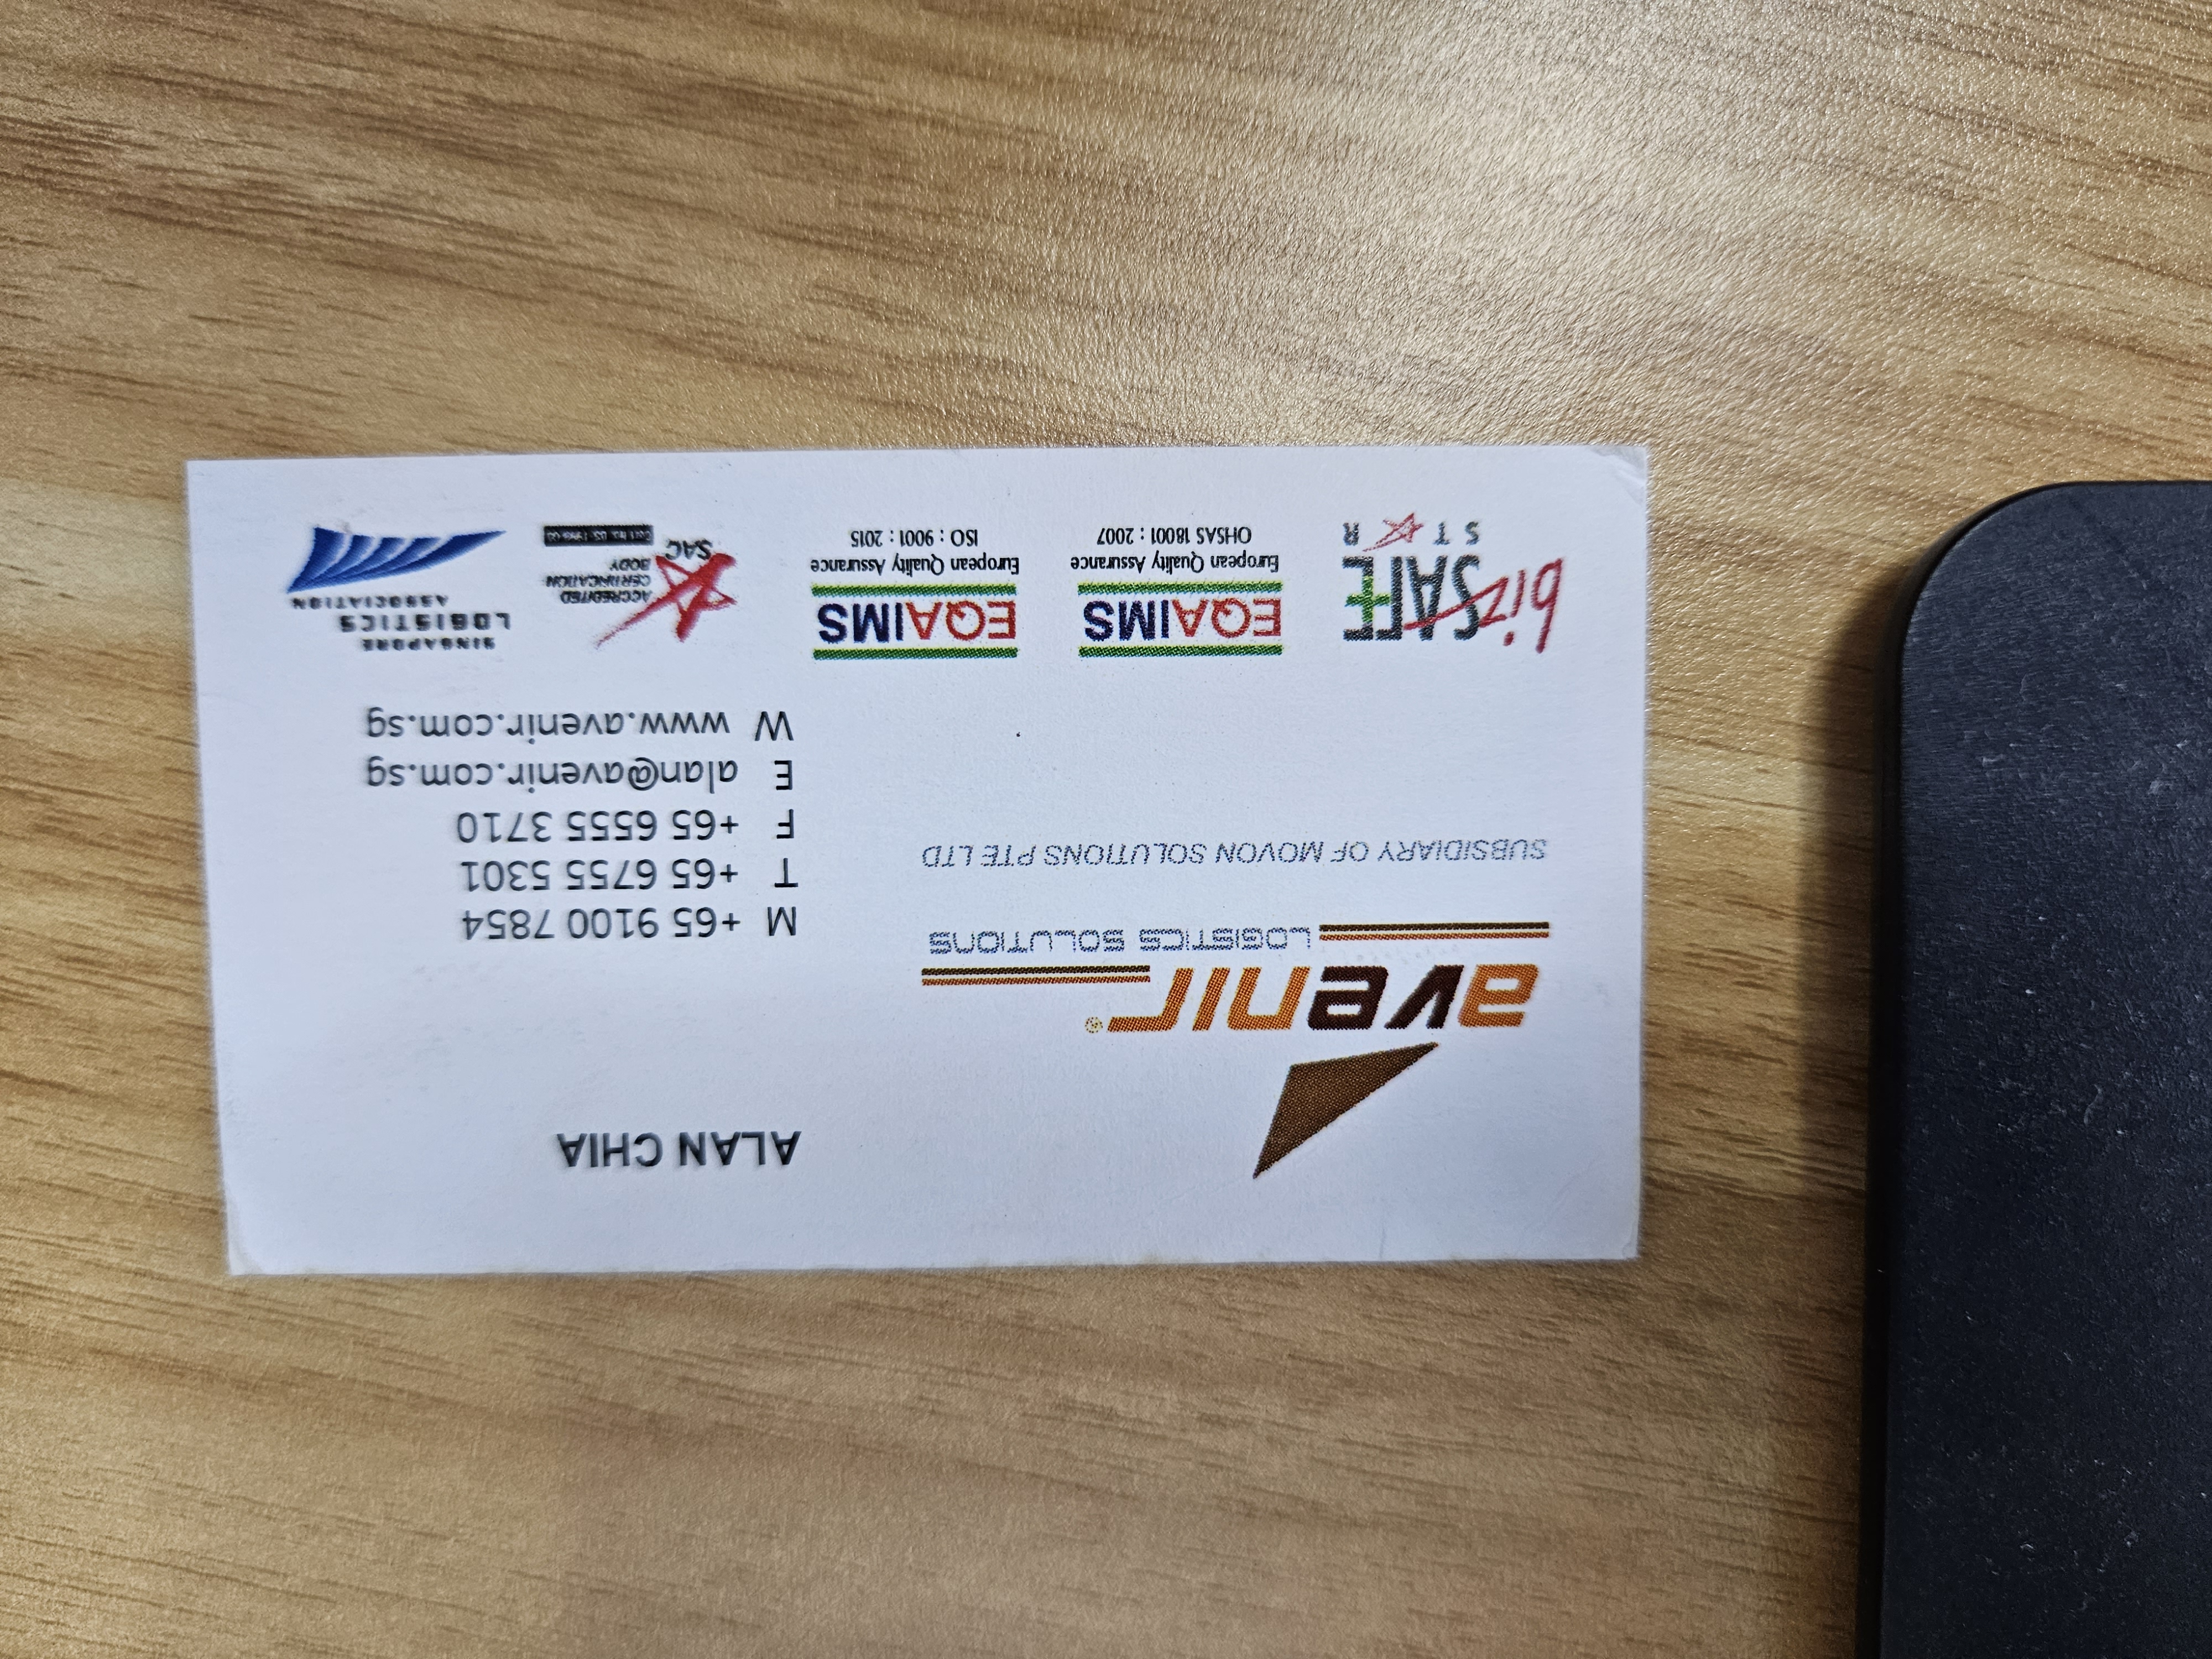 ALAN CHIA
avenir®
LOGISTICS SOLUTIONS
SUBSIDIARY OF MOVON SOLUTIONS PTE LTD
M +65 9100 7854
T +65 6755 5301
F +65 6555 3710
E alan@avenir.com.sg
W www.avenir.com.sg
bizSAFE
STAR
EQAIMS
European Quality Assurance
OHSAS 18001 : 2007
EQAIMS
European Quality Assurance
ISO : 9001 : 2015
SAC
ACCREDITED
CERTIFICATION
BODY
SINGAPORE
LOGISTICS
ASSOCIATION